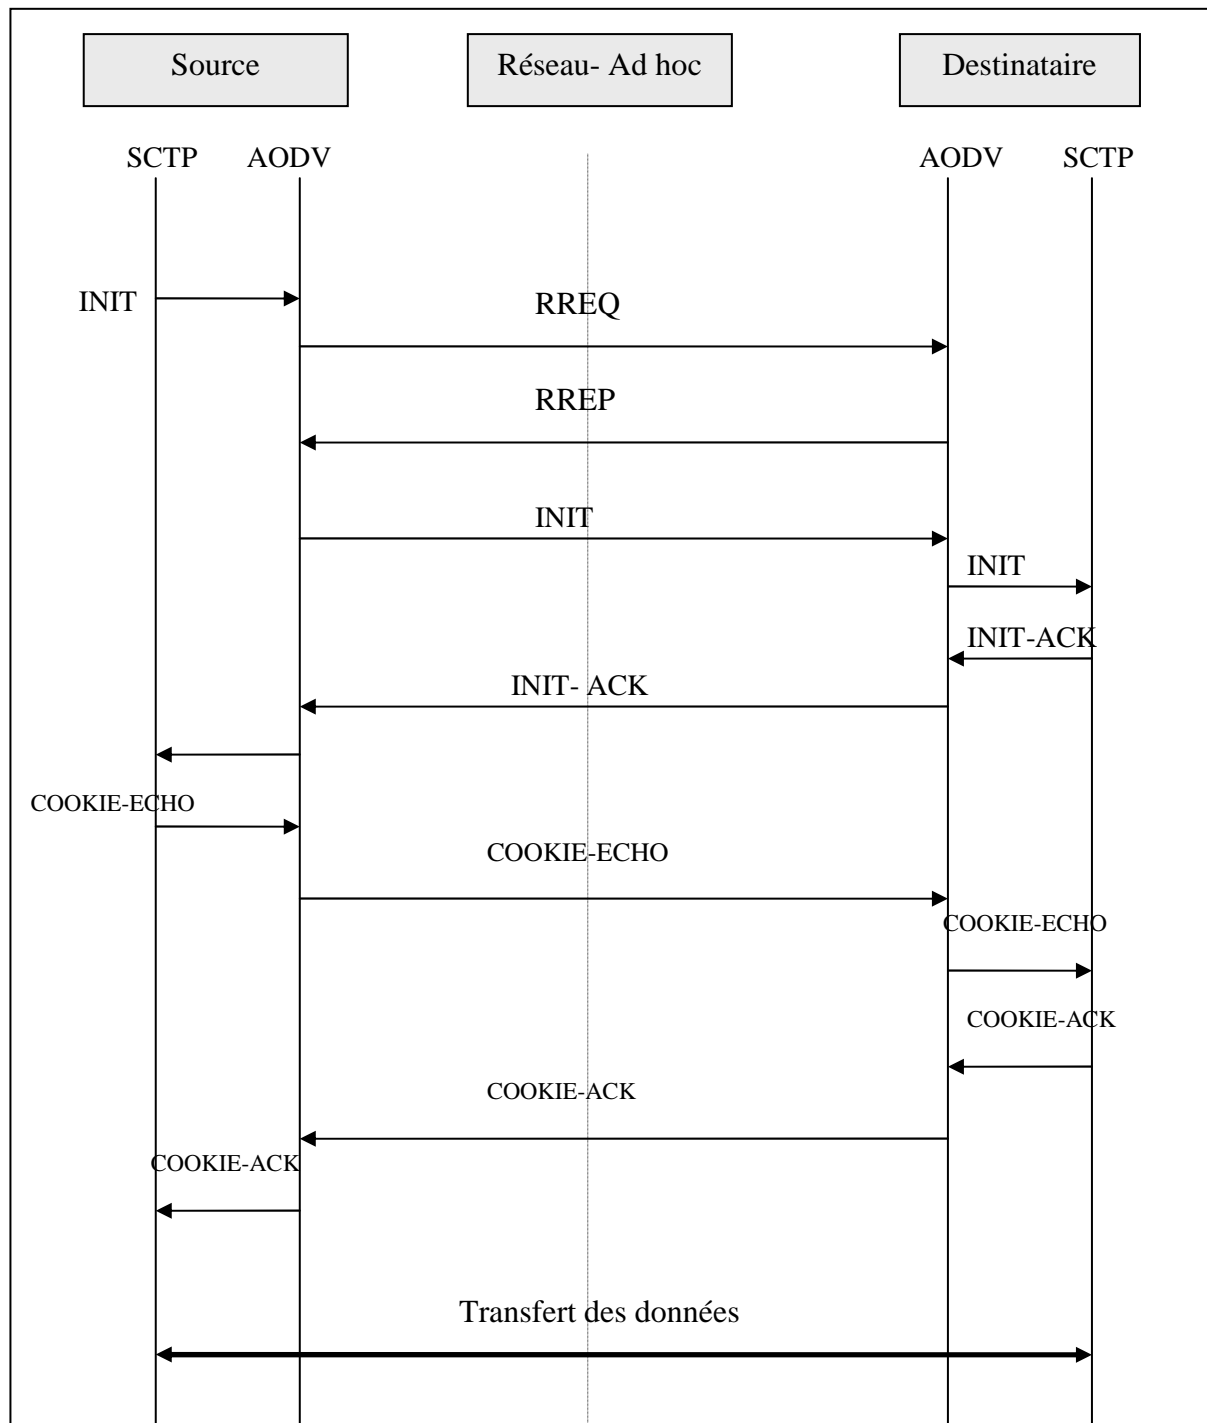 Source
Réseau- Ad hoc
Destinataire
SCTP
AODV
AODV
SCTP
INIT
RREQ
RREP
INIT
INIT
INIT-ACK
INIT- ACK
COOKIE-ECHO
COOKIE-ECHO
COOKIE-ECHO
COOKIE-ACK
COOKIE-ACK
COOKIE-ACK
Transfert des données